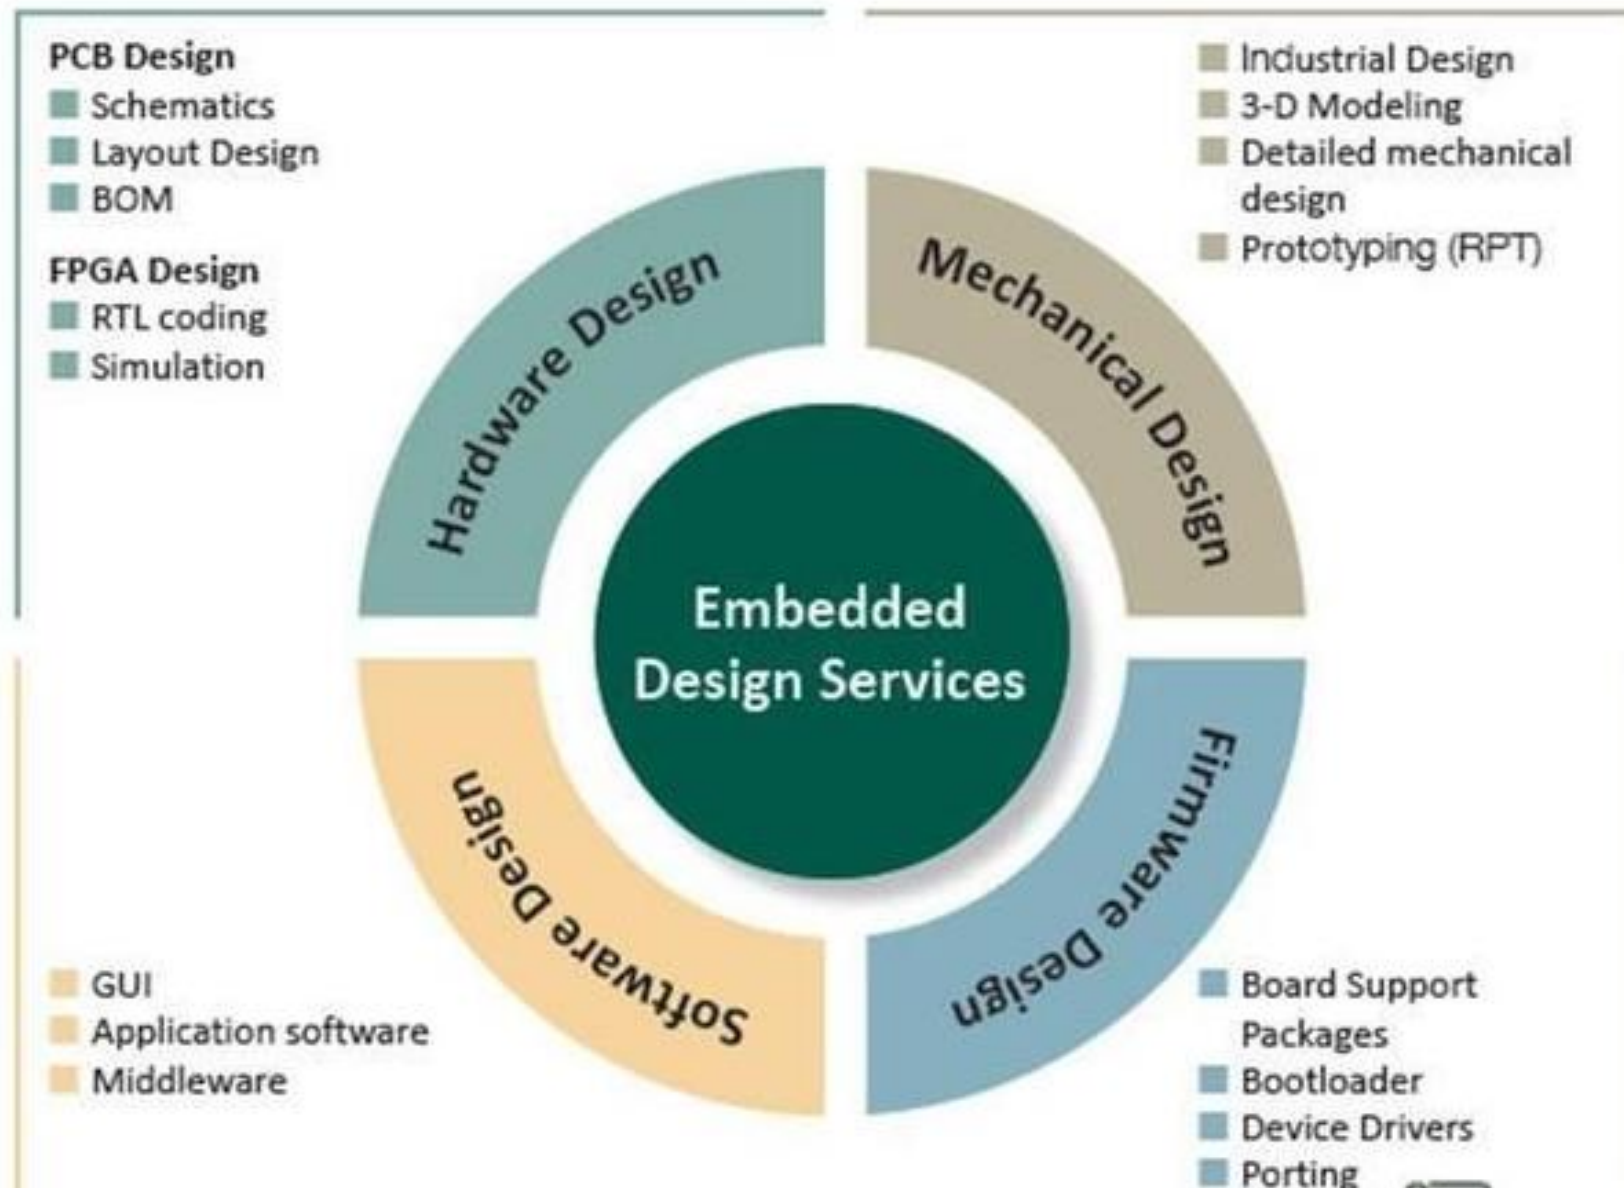 PCB Design
Schematics
Layout Design
BOM
FPGA Design
RTL coding
Simulation
Industrial Design
3-D Modeling
Detailed mechanical
design
Prototyping (RPT)
Hardware Design
Mechanical Design
Embedded
Design Services
Software Design
Firmware Design
GUI
Application software
Middleware
Board Support
Packages
Bootloader
Device Drivers
Porting